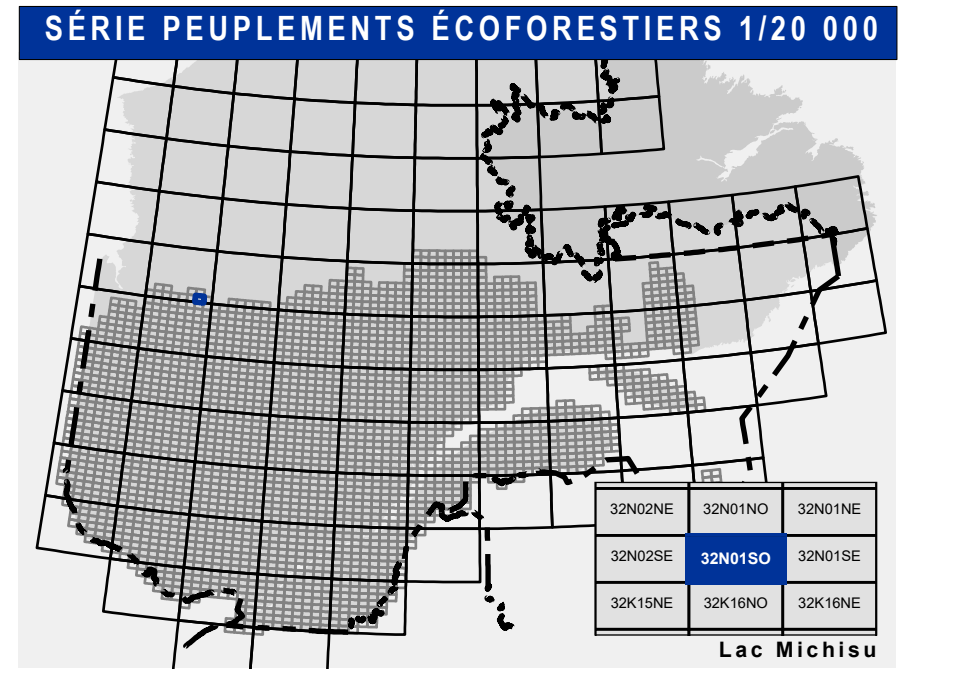 SÉRIE PEUPLEMENTS ÉCOFORESTIERS 1/20 000
32N02NE 32N01NO 32N01NE
32N02SE 32N01SO 32N01SE
32K15NE 32K16NO 32K16NE
Lac Michisu